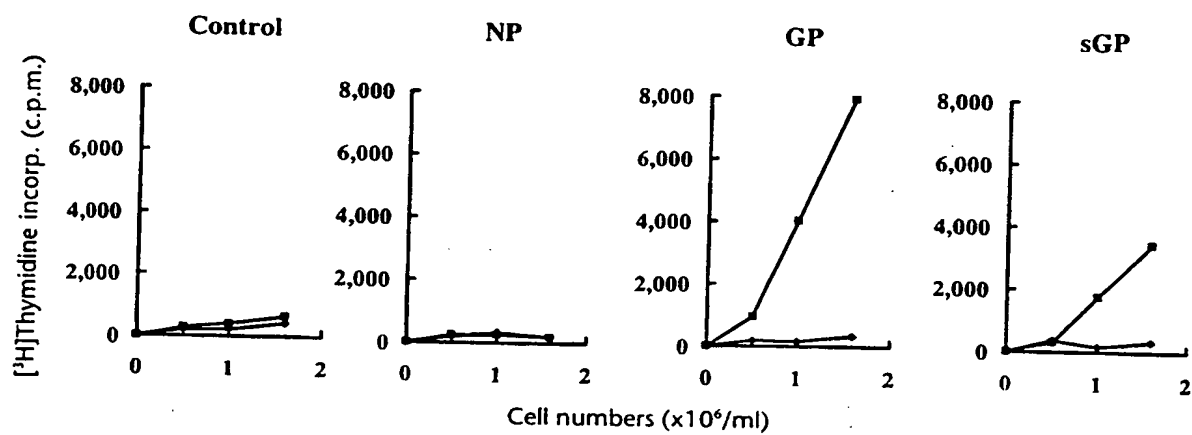 Control
NP
GP
sGP
[³H]Thymidine incorp. (c.p.m.)
8,000
6,000
4,000
2,000
0
0 1 2
8,000
6,000
4,000
2,000
0
0 1 2
8,000
6,000
4,000
2,000
0
0 1 2
8,000
6,000
4,000
2,000
0
0 1 2
Cell numbers (x10⁶/ml)